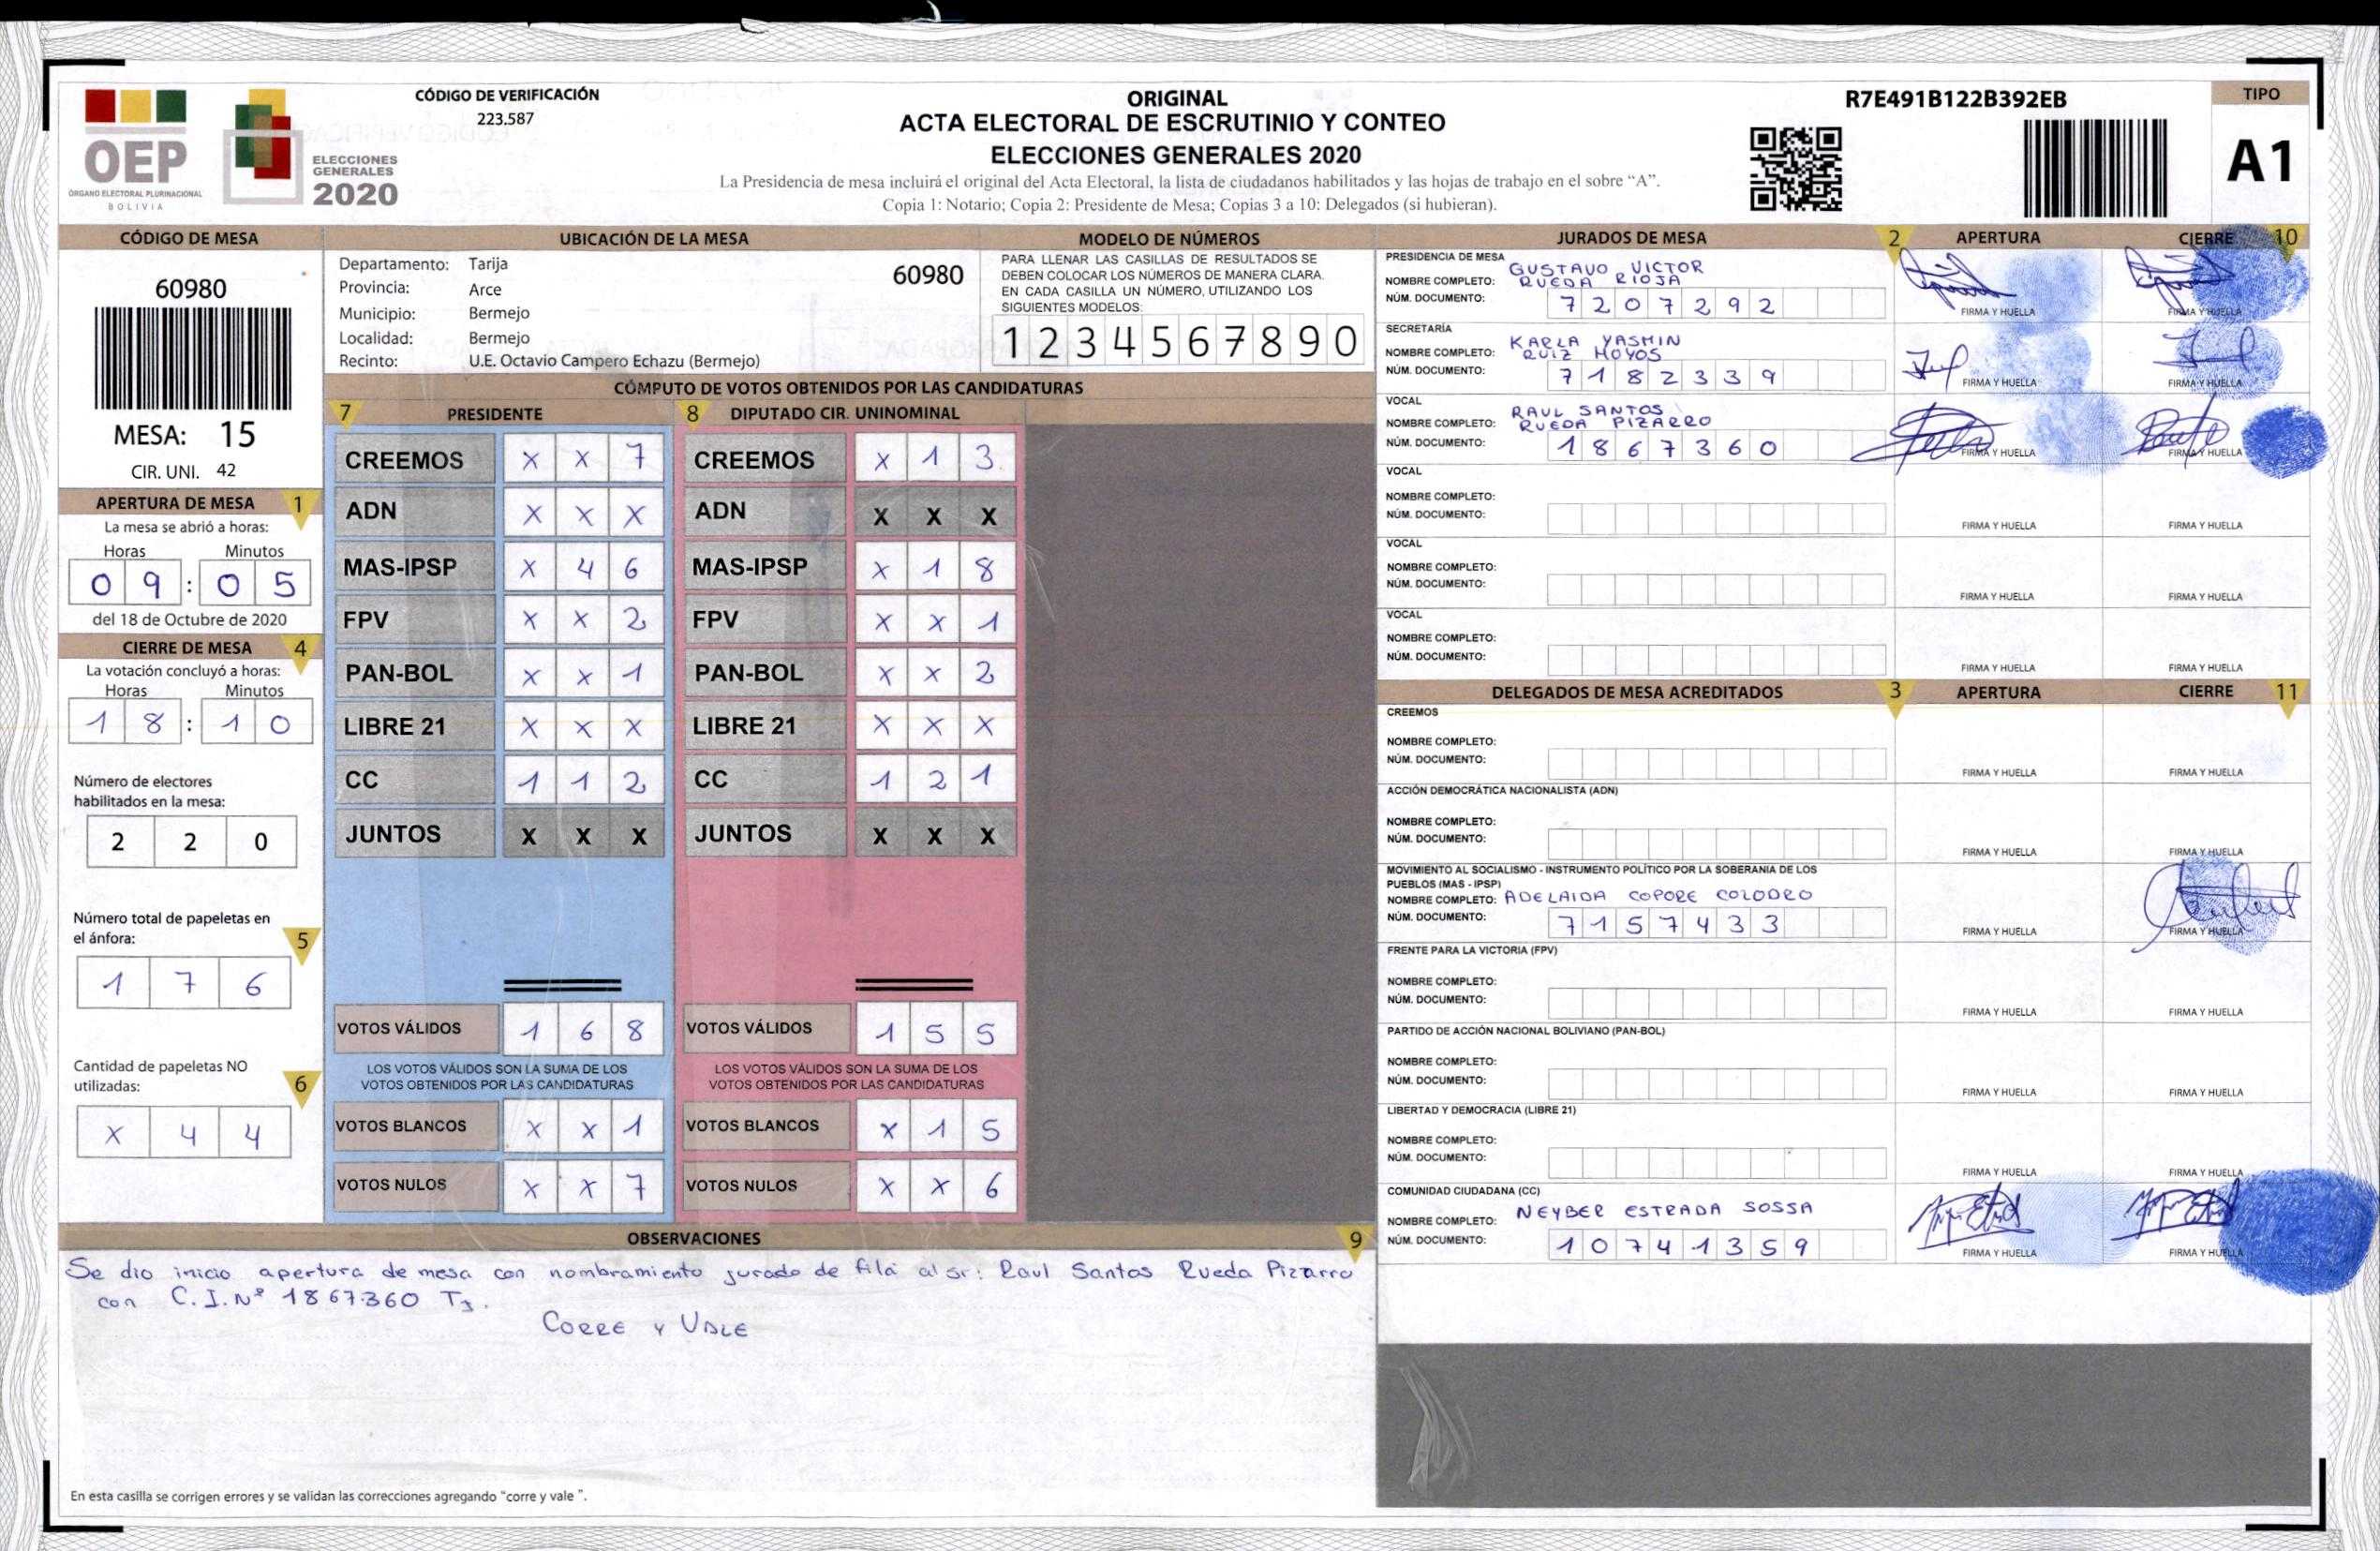 OEP
ÓRGANO ELECTORAL PLURINACIONAL
BOLIVIA
ELECCIONES
GENERALES
2020
CÓDIGO DE VERIFICACIÓN
223.587
ORIGINAL
ACTA ELECTORAL DE ESCRUTINIO Y CONTEO
ELECCIONES GENERALES 2020
La Presidencia de mesa incluirá el original del Acta Electoral, la lista de ciudadanos habilitados y las hojas de trabajo en el sobre “A”.
Copia 1: Notario; Copia 2: Presidente de Mesa; Copias 3 a 10: Delegados (si hubieran).
R7E491B122B392EB
TIPO
A1
CÓDIGO DE MESA
60980
MESA: 15
CIR. UNI. 42
APERTURA DE MESA 1
La mesa se abrió a horas:
Horas Minutos
0 9 : 0 5
del 18 de Octubre de 2020
CIERRE DE MESA 4
La votación concluyó a horas:
Horas Minutos
1 8 : 1 0
Número de electores
habilitados en la mesa:
2 2 0
Número total de papeletas en
el ánfora: 5
1 7 6
Cantidad de papeletas NO
utilizadas: 6
X 4 4
UBICACIÓN DE LA MESA
Departamento: Tarija
60980
Provincia: Arce
Municipio: Bermejo
Localidad: Bermejo
Recinto: U.E. Octavio Campero Echazu (Bermejo)
MODELO DE NÚMEROS
PARA LLENAR LAS CASILLAS DE RESULTADOS SE
DEBEN COLOCAR LOS NÚMEROS DE MANERA CLARA.
EN CADA CASILLA UN NÚMERO, UTILIZANDO LOS
SIGUIENTES MODELOS:
1 2 3 4 5 6 7 8 9 0
CÓMPUTO DE VOTOS OBTENIDOS POR LAS CANDIDATURAS
7 PRESIDENTE 8 DIPUTADO CIR. UNINOMINAL
CREEMOS X X 7 CREEMOS X 1 3
ADN X X X ADN X X X
MAS-IPSP X 4 6 MAS-IPSP X 1 8
FPV X X 2 FPV X X 1
PAN-BOL X X 1 PAN-BOL X X 2
LIBRE 21 X X X LIBRE 21 X X X
CC 1 1 2 CC 1 2 1
JUNTOS X X X JUNTOS X X X
VOTOS VÁLIDOS 1 6 8 VOTOS VÁLIDOS 1 5 5
LOS VOTOS VÁLIDOS SON LA SUMA DE LOS LOS VOTOS VÁLIDOS SON LA SUMA DE LOS
VOTOS OBTENIDOS POR LAS CANDIDATURAS VOTOS OBTENIDOS POR LAS CANDIDATURAS
VOTOS BLANCOS X X 1 VOTOS BLANCOS X 1 5
VOTOS NULOS X X 7 VOTOS NULOS X X 6
OBSERVACIONES 9
Se dio inicio apertura de mesa con nombramiento jurado de fila al sr: Raul Santos Rueda Pizarro
con C.I. Nº 1867360 Tj.
CORRE Y VALE
En esta casilla se corrigen errores y se validan las correcciones agregando “corre y vale ”.
JURADOS DE MESA 2 APERTURA CIERRE 10
PRESIDENCIA DE MESA
GUSTAVO VICTOR
NOMBRE COMPLETO: RUEDA RIOJA
NÚM. DOCUMENTO: 7 2 0 7 2 9 2
FIRMA Y HUELLA FIRMA Y HUELLA
SECRETARÍA
KARLA YASMIN
NOMBRE COMPLETO: RUIZ HOYOS
NÚM. DOCUMENTO: 7 1 8 2 3 3 9
FIRMA Y HUELLA FIRMA Y HUELLA
VOCAL
RAUL SANTOS
NOMBRE COMPLETO: RUEDA PIZARRO
NÚM. DOCUMENTO: 1 8 6 7 3 6 0
FIRMA Y HUELLA FIRMA Y HUELLA
VOCAL
NOMBRE COMPLETO:
NÚM. DOCUMENTO:
FIRMA Y HUELLA FIRMA Y HUELLA
VOCAL
NOMBRE COMPLETO:
NÚM. DOCUMENTO:
FIRMA Y HUELLA FIRMA Y HUELLA
VOCAL
NOMBRE COMPLETO:
NÚM. DOCUMENTO:
FIRMA Y HUELLA FIRMA Y HUELLA
DELEGADOS DE MESA ACREDITADOS 3 APERTURA CIERRE 11
CREEMOS
NOMBRE COMPLETO:
NÚM. DOCUMENTO:
FIRMA Y HUELLA FIRMA Y HUELLA
ACCIÓN DEMOCRÁTICA NACIONALISTA (ADN)
NOMBRE COMPLETO:
NÚM. DOCUMENTO:
FIRMA Y HUELLA FIRMA Y HUELLA
MOVIMIENTO AL SOCIALISMO - INSTRUMENTO POLÍTICO POR LA SOBERANÍA DE LOS
PUEBLOS (MAS - IPSP)
NOMBRE COMPLETO: ADELAIDA COPORE COLODRO
NÚM. DOCUMENTO: 7 1 5 7 4 3 3
FIRMA Y HUELLA FIRMA Y HUELLA
FRENTE PARA LA VICTORIA (FPV)
NOMBRE COMPLETO:
NÚM. DOCUMENTO:
FIRMA Y HUELLA FIRMA Y HUELLA
PARTIDO DE ACCIÓN NACIONAL BOLIVIANO (PAN-BOL)
NOMBRE COMPLETO:
NÚM. DOCUMENTO:
FIRMA Y HUELLA FIRMA Y HUELLA
LIBERTAD Y DEMOCRACIA (LIBRE 21)
NOMBRE COMPLETO:
NÚM. DOCUMENTO:
FIRMA Y HUELLA FIRMA Y HUELLA
COMUNIDAD CIUDADANA (CC)
NOMBRE COMPLETO: NEYBER ESTRADA SOSSA
NÚM. DOCUMENTO: 1 0 7 4 1 3 5 9
FIRMA Y HUELLA FIRMA Y HUELLA